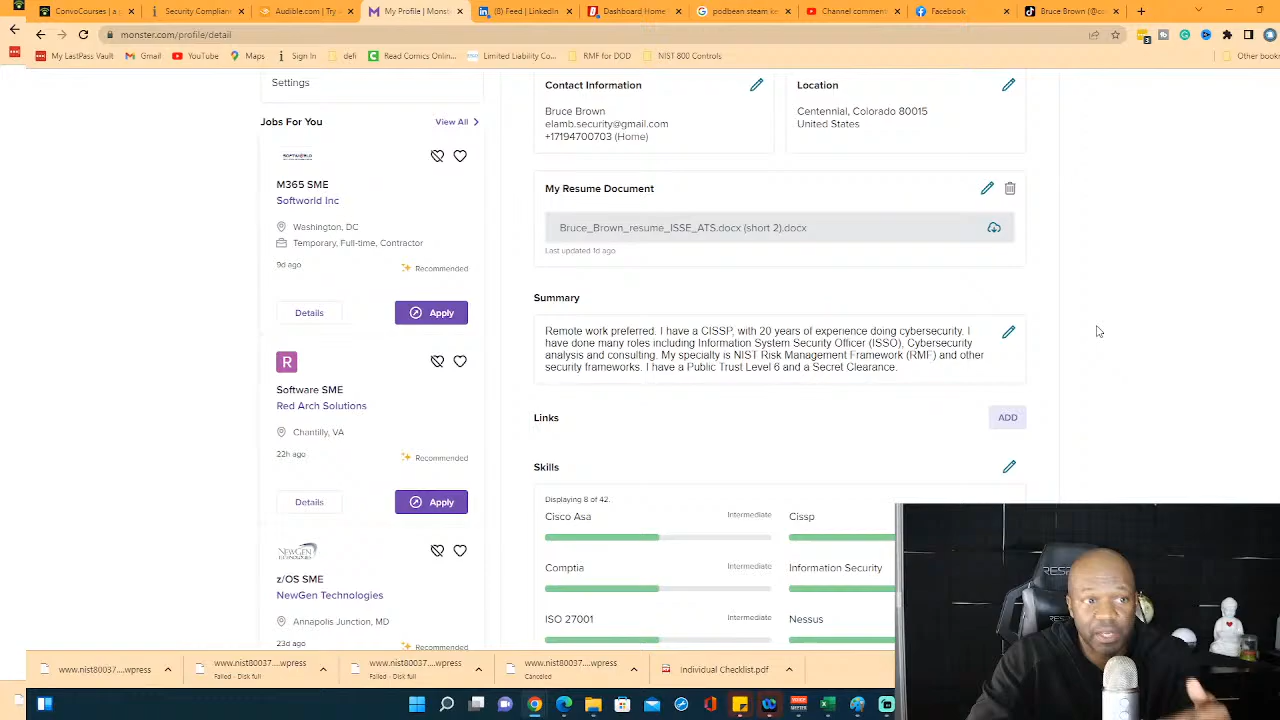 ConvoCourses | a s
Security Complianc
Audible.com | Try
My Profile | Monst
(8) Feed | LinkedIn
Dashboard Home
podbean steam k
Channel comment
Facebook
Bruce Brown (@co
monster.com/profile/detail
My LastPass Vault
Gmail
YouTube
Maps
Sign In
defi
Read Comics Onlin...
Limited Liability Co...
RMF for DOD
NIST 800 Controls
Other book
Settings
Jobs For You
View All
SOFTWORLD
M365 SME
Softworld Inc
Washington, DC
Temporary, Full-time, Contractor
9d ago
Recommended
Details
Apply
R
Software SME
Red Arch Solutions
Chantilly, VA
22h ago
Recommended
Details
Apply
NEWGEN
TECHNOLOGIES
z/OS SME
NewGen Technologies
Annapolis Junction, MD
23d ago
Recommended
Contact Information
Bruce Brown
elamb.security@gmail.com
+17194700703 (Home)
Location
Centennial, Colorado 80015
United States
My Resume Document
Bruce_Brown_resume_ISSE_ATS.docx (short 2).docx
Last updated 1d ago
Summary
Remote work preferred. I have a CISSP, with 20 years of experience doing cybersecurity. I
have done many roles including Information System Security Officer (ISSO), Cybersecurity
analysis and consulting. My specialty is NIST Risk Management Framework (RMF) and other
security frameworks. I have a Public Trust Level 6 and a Secret Clearance.
Links
ADD
Skills
Displaying 8 of 42.
Cisco Asa
Intermediate
Cissp
Comptia
Intermediate
Information Security
ISO 27001
Intermediate
Nessus
RESP
www.nist80037....wpress
www.nist80037....wpress
Failed - Disk full
www.nist80037....wpress
Failed - Disk full
www.nist80037....wpress
Canceled
Individual Checklist.pdf